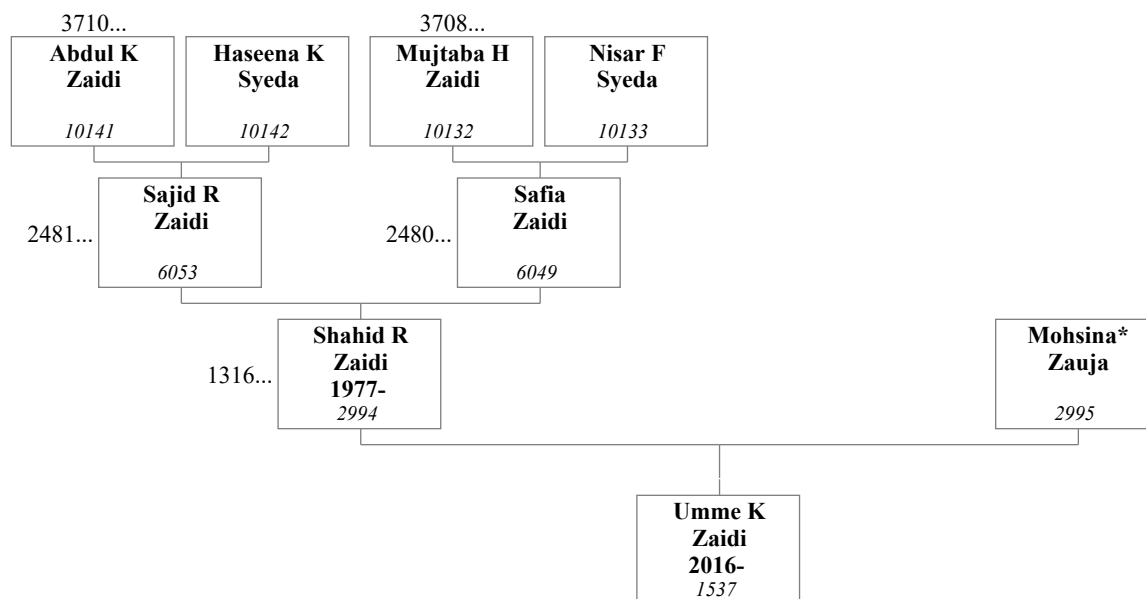 3710...
3708...
Abdul K
Zaidi
10141
Haseena K
Syeda
10142
Mujtaba H
Zaidi
10132
Nisar F
Syeda
10133
2481...
Sajid R
Zaidi
6053
2480...
Safia
Zaidi
6049
1316...
Shahid R
Zaidi
1977-
2994
Mohsina*
Zauja
2995
Umme K
Zaidi
2016-
1537